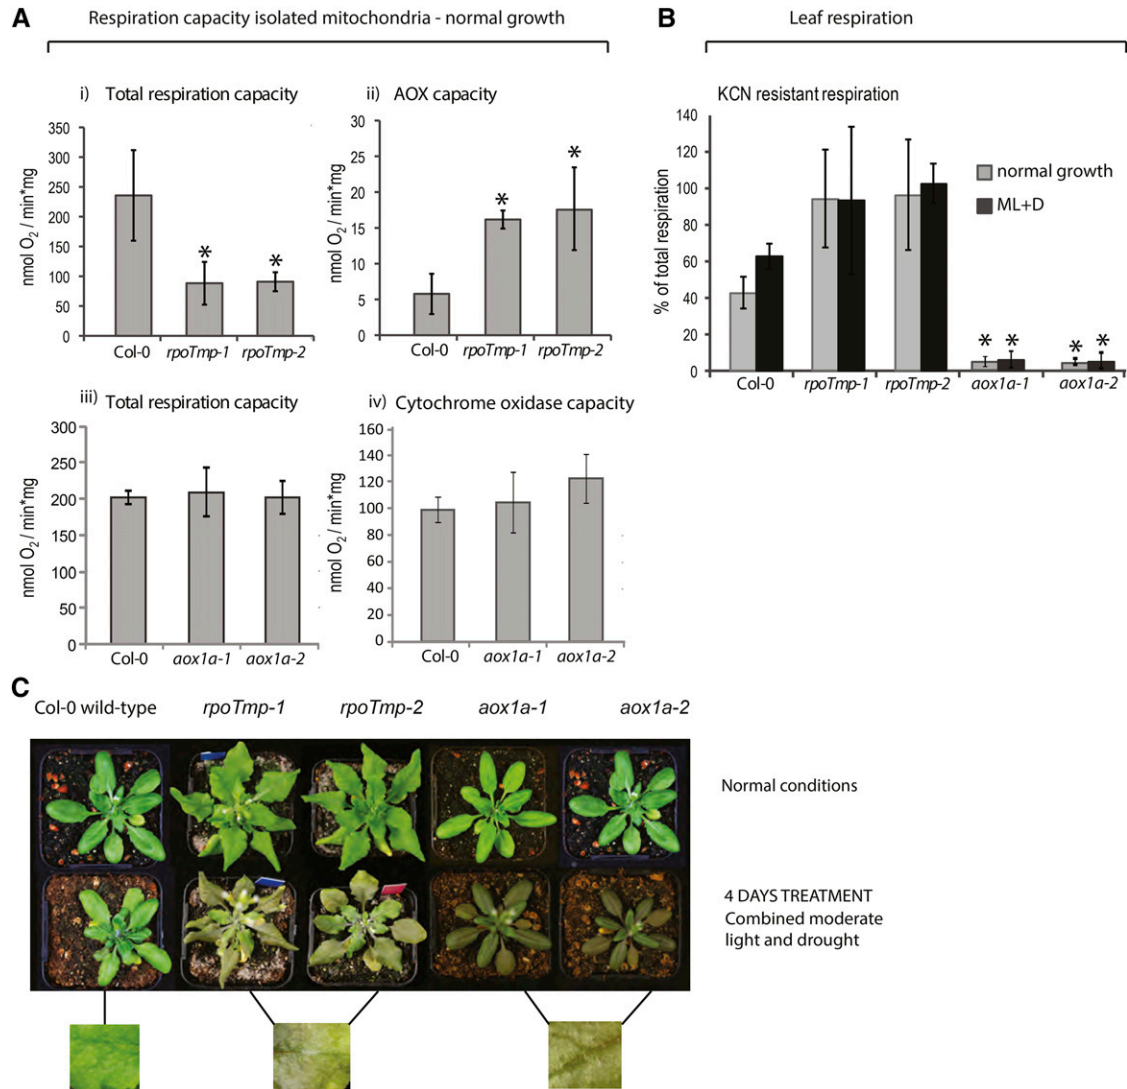 A
Respiration capacity isolated mitochondria - normal growth
i) Total respiration capacity
nmol O2 / min*mg
350
300
250
200
150
100
50
0
*
*
Col-0 rpoTmp-1 rpoTmp-2
ii) AOX capacity
nmol O2 / min*mg
30
25
20
15
10
5
0
*
*
Col-0 rpoTmp-1 rpoTmp-2
iii) Total respiration capacity
nmol O2 / min*mg
300
250
200
150
200
50
0
Col-0 aox1a-1 aox1a-2
iv) Cytochrome oxidase capacity
nmol O2 / min*mg
160
140
120
100
80
60
40
20
0
Col-0 aox1a-1 aox1a-2
B
Leaf respiration
KCN resistant respiration
% of total respiration
140
120
100
80
60
40
20
0
normal growth
ML+D
* * * *
Col-0 rpoTmp-1 rpoTmp-2 aox1a-1 aox1a-2
C
Col-0 wild-type rpoTmp-1 rpoTmp-2 aox1a-1 aox1a-2
Normal conditions
4 DAYS TREATMENT
Combined moderate
light and drought